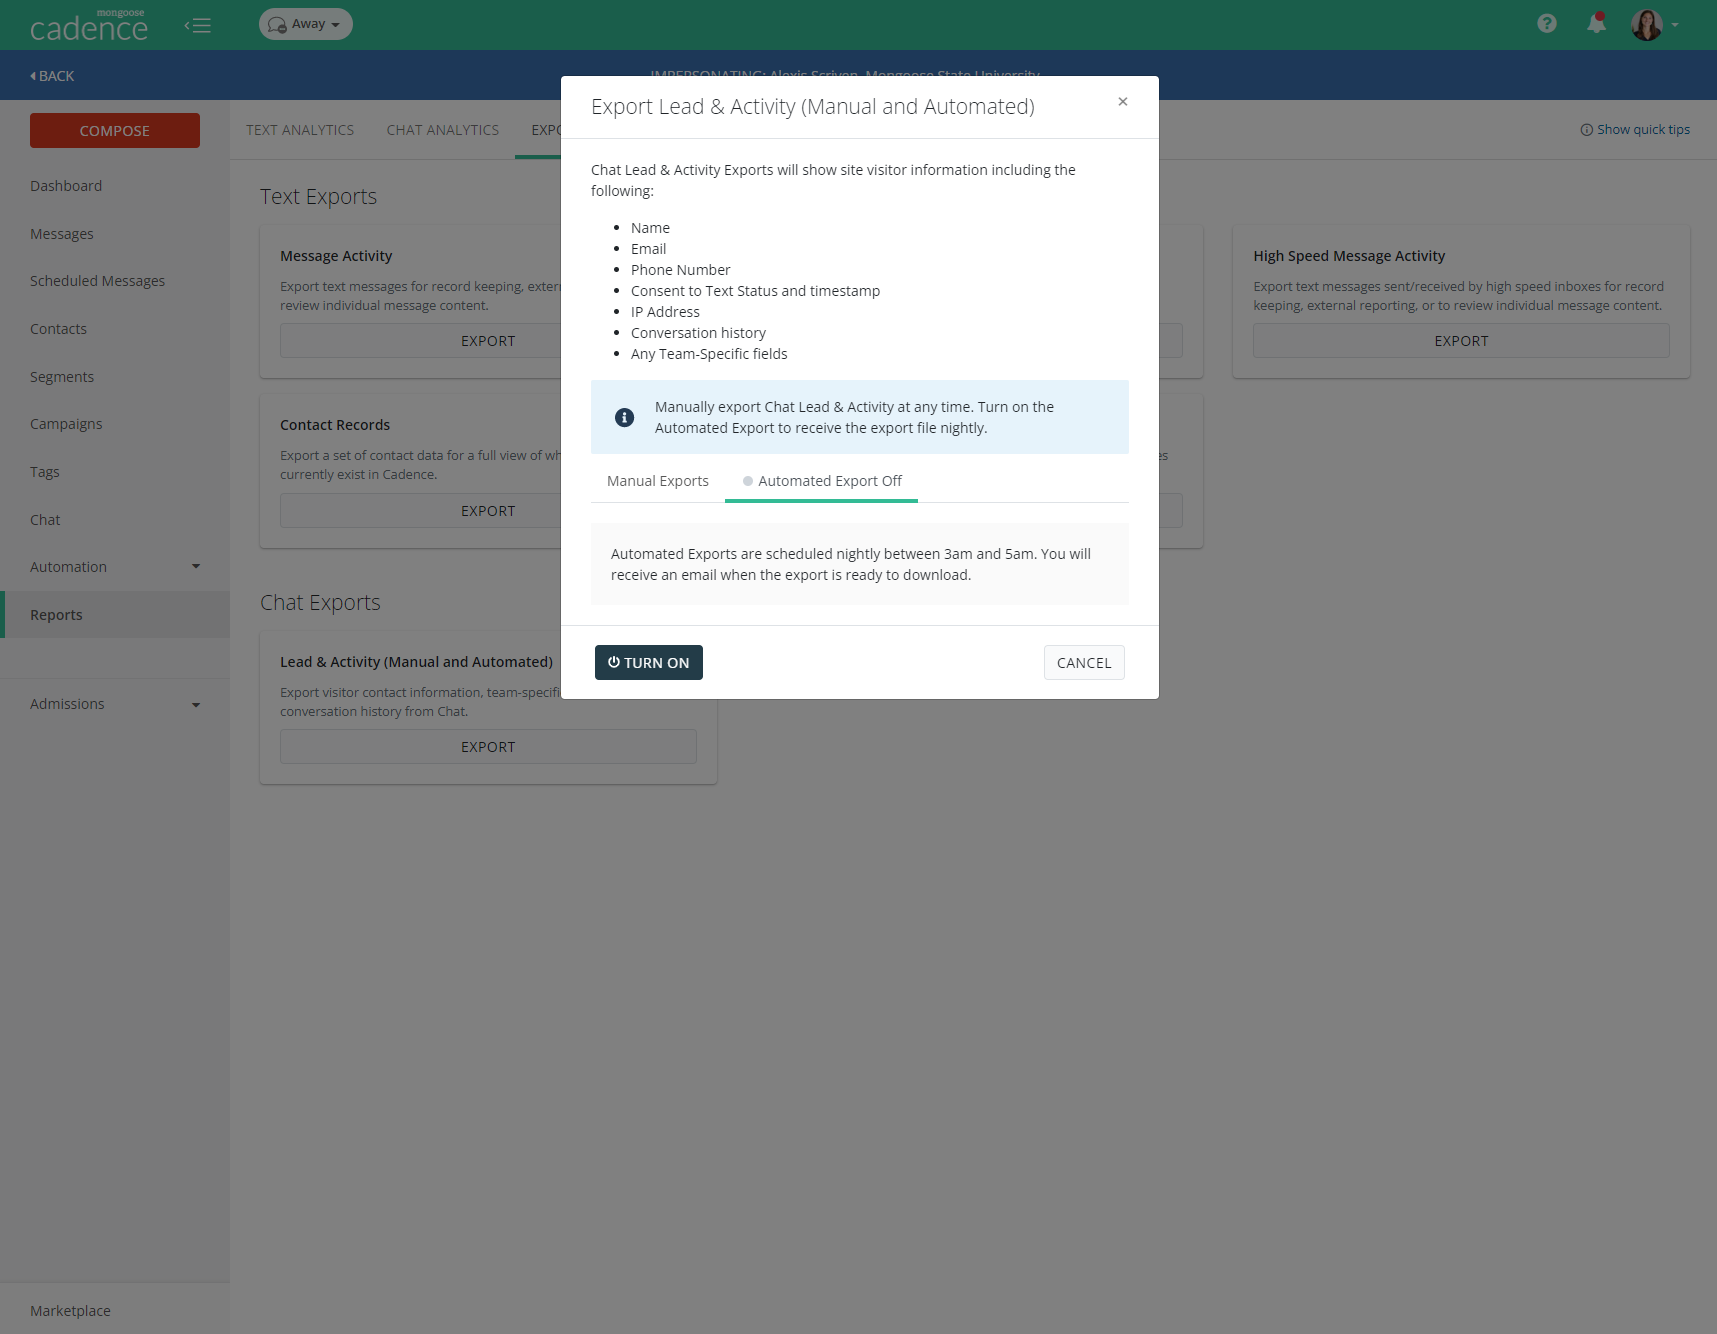 mongoose
cadence
Away
BACK
IMPERSONATING: Alexis Scriven, Mongoose State University
COMPOSE
Dashboard
Messages
Scheduled Messages
Contacts
Segments
Campaigns
Tags
Chat
Automation
Reports
Admissions
Marketplace
TEXT ANALYTICS CHAT ANALYTICS
Show quick tips
Text Exports
Message Activity
Export text messages for record keeping,
review individual message content.
EXPORT
High Speed Message Activity
Export text messages sent/received by high speed inboxes for record
keeping, external reporting, or to review individual message content.
EXPORT
Contact Records
Export a set of contact data for a full view of
currently exist in Cadence.
EXPORT
Chat Exports
Lead & Activity (Manual and Automated)
Export visitor contact information,
conversation history from Chat.
EXPORT
Export Lead & Activity (Manual and Automated)
×
Chat Lead & Activity Exports will show site visitor information including the
following:
Name
Email
Phone Number
Consent to Text Status and timestamp
IP Address
Conversation history
Any Team-Specific fields
Manually export Chat Lead & Activity at any time. Turn on the
Automated Export to receive the export file nightly.
Manual Exports Automated Export Off
Automated Exports are scheduled nightly between 3am and 5am. You will
receive an email when the export is ready to download.
TURN ON
CANCEL